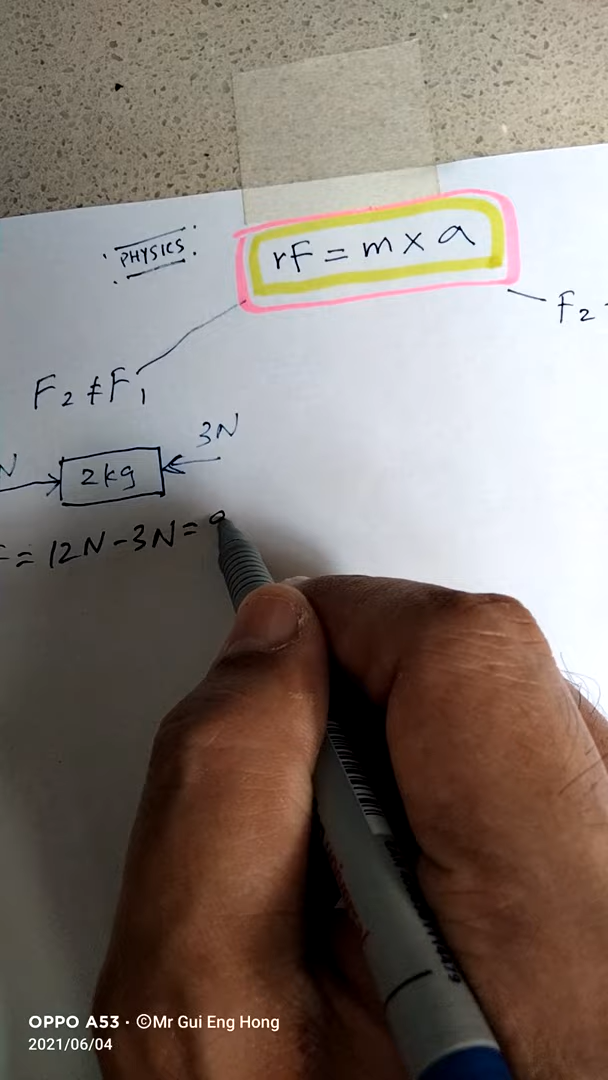 PHYSICS
rF = m × a
F₂
F₂ ≠ F₁
N
3N
2kg
= 12N - 3N = 9
OPPO A53 · ©Mr Gui Eng Hong
2021/06/04